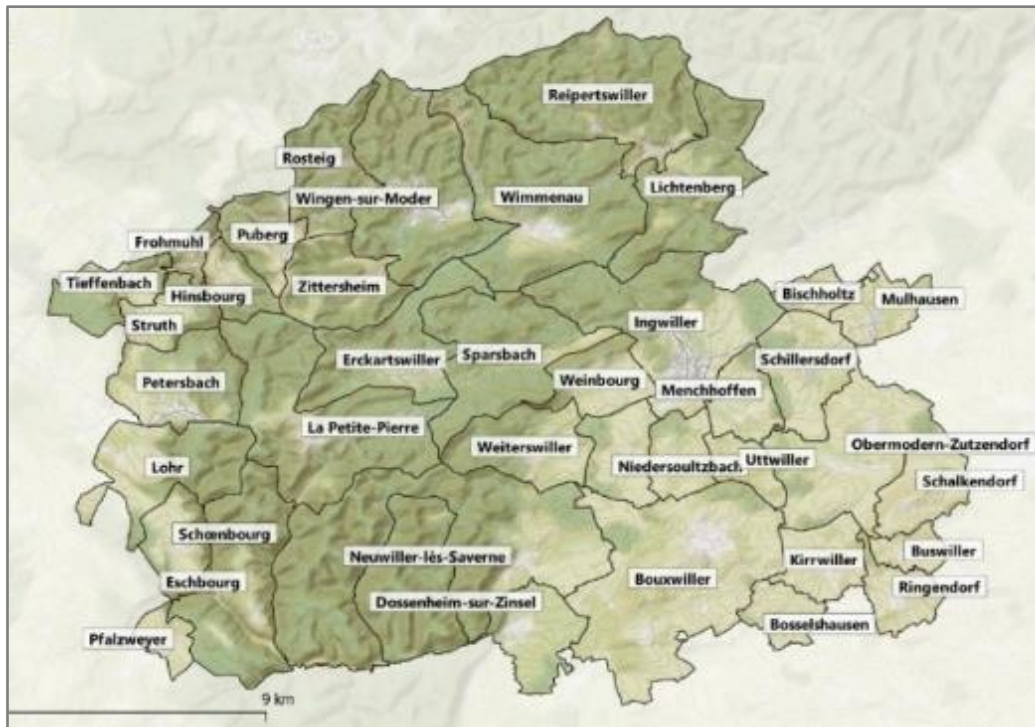 Reipertswiller
Rosteig
Lichtenberg
Wingen-sur-Moder
Wimmenau
Puberg
Frohmuhl
Tieffenbach
Zittersheim
Hinsbourg
Bischholtz
Mulhausen
Struth
Ingwiller
Erckartswiller
Sparsbach
Schillersdorf
Petersbach
Weinbourg
Menchhoffen
La Petite-Pierre
Weiterswiller
Obermodern-Zutzendorf
Lohr
Niedersoultzbach
Uttwiller
Schalkendorf
Schœnbourg
Neuwiller-lès-Saverne
Buswiller
Kirrwiller
Eschbourg
Bouxwiller
Ringendorf
Dossenheim-sur-Zinsel
Bosselshausen
Pfalzweyer
9 km